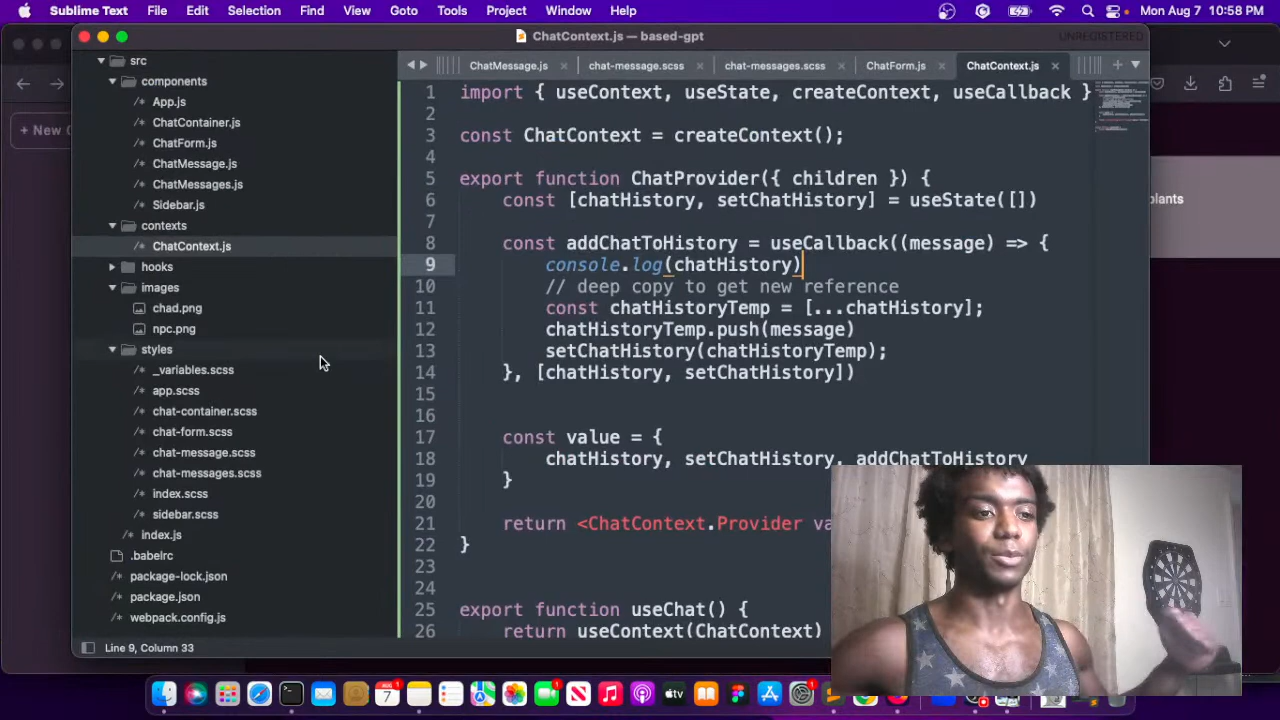 Sublime Text File Edit Selection Find View Goto Tools Project Window Help Mon Aug 7 10:58 PM
ChatContext.js — based-gpt UNREGISTERED
src
components
App.js
ChatContainer.js
ChatForm.js
ChatMessage.js
ChatMessages.js
Sidebar.js
contexts
ChatContext.js
hooks
images
chad.png
npc.png
styles
_variables.scss
app.scss
chat-container.scss
chat-form.scss
chat-message.scss
chat-messages.scss
index.scss
sidebar.scss
index.js
.babelrc
package-lock.json
package.json
webpack.config.js
ChatMessage.js × chat-message.scss × chat-messages.scss × ChatForm.js × ChatContext.js ×
1 import { useContext, useState, createContext, useCallback }
2
3 const ChatContext = createContext();
4
5 export function ChatProvider({ children }) {
6 const [chatHistory, setChatHistory] = useState([])
7
8 const addChatToHistory = useCallback((message) => {
9 console.log(chatHistory)
10 // deep copy to get new reference
11 const chatHistoryTemp = [...chatHistory];
12 chatHistoryTemp.push(message)
13 setChatHistory(chatHistoryTemp);
14 }, [chatHistory, setChatHistory])
15
16
17 const value = {
18 chatHistory, setChatHistory, addChatToHistory
19 }
20
21 return <ChatContext.Provider va
22 }
23
24
25 export function useChat() {
26 return useContext(ChatContext)
Line 9, Column 33
+ New
plants